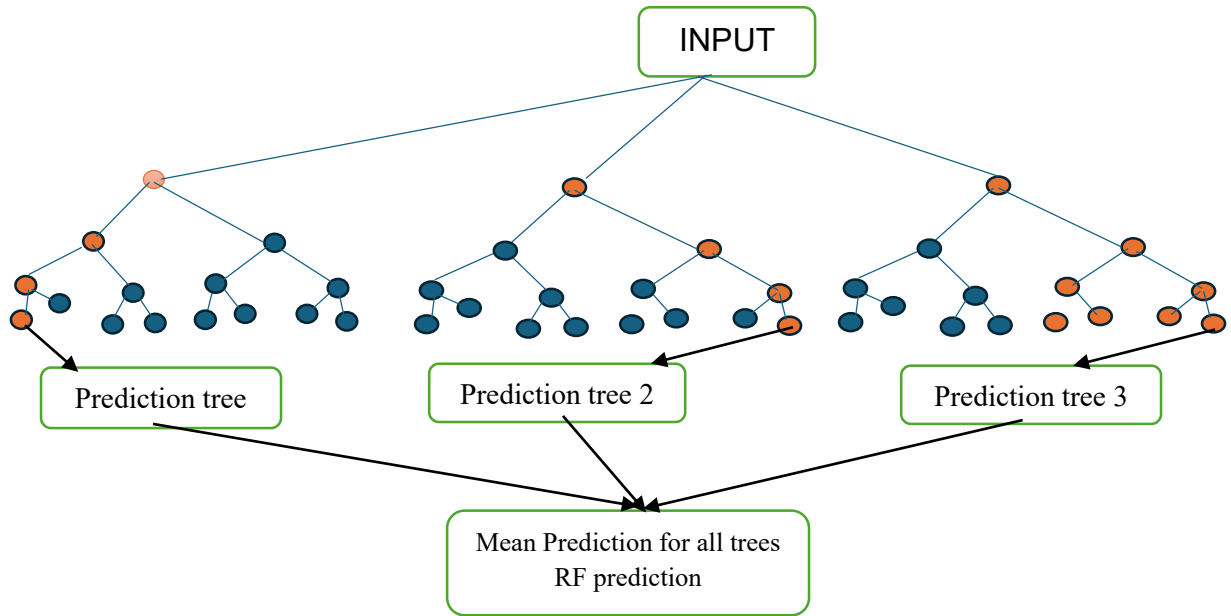 INPUT
Prediction tree
Prediction tree 2
Prediction tree 3
Mean Prediction for all trees
RF prediction